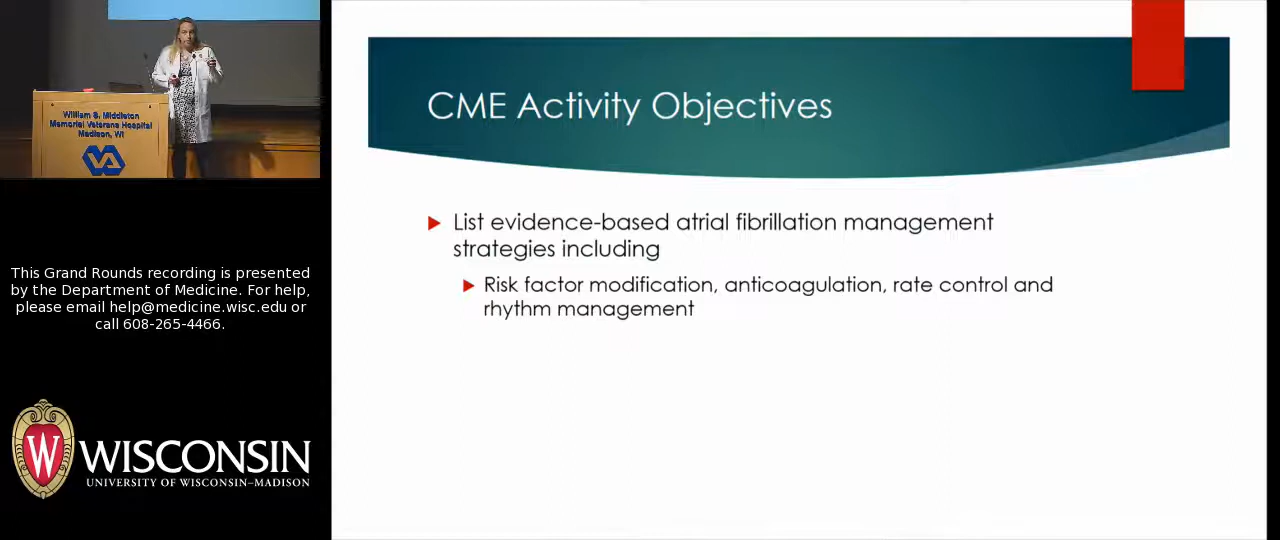 William S. Middleton
Memorial Veterans Hospital
Madison, WI
VA
This Grand Rounds recording is presented
by the Department of Medicine. For help,
please email help@medicine.wisc.edu or
call 608-265-4466.
W
WISCONSIN
UNIVERSITY OF WISCONSIN–MADISON
CME Activity Objectives
List evidence-based atrial fibrillation management
strategies including
Risk factor modification, anticoagulation, rate control and
rhythm management